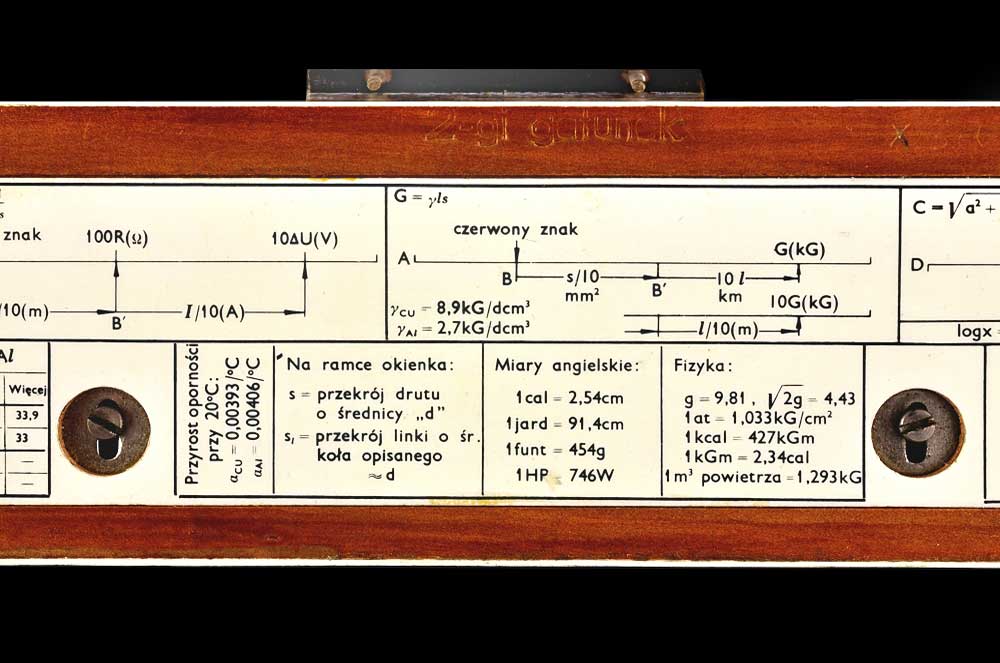 2-gi gatunek
X
s
znak
100R(Ω)
10ΔU(V)
/10(m)
B′
I/10(A)
G = γls
czerwony znak
A
B
s/10
mm²
B′
10 l
km
G(kG)
10G(kG)
l/10(m)
γCU = 8,9kG/dcm³
γAl = 2,7kG/dcm³
C = √a² +
D
logx =
Al
Więcej
33,9
33
—
—
Przyrost oporności
przy 20°C:
αCU = 0,00393/°C
αAl = 0,00406/°C
Na ramce okienka:
s = przekrój drutu
o średnicy „d”
s₁ = przekrój linki o śr.
koła opisanego
≈ d
Miary angielskie:
1 cal = 2,54cm
1 jard = 91,4cm
1 funt = 454g
1 HP = 746W
Fizyka:
g = 9,81 , √2g = 4,43
1 at = 1,033kG/cm²
1 kcal = 427kGm
1 kGm = 2,34cal
1m³ powietrza = 1,293kG